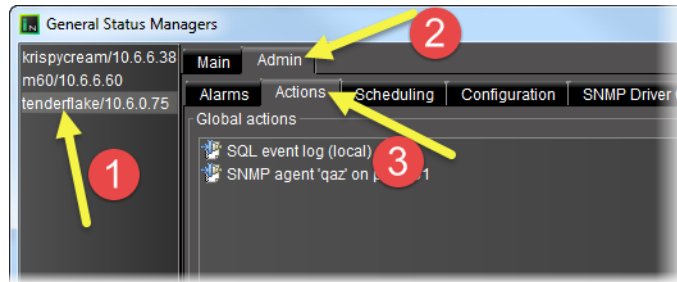 General Status Managers
krispycream/10.6.6.38
m60/10.6.6.60
tenderflake/10.6.0.75
Main Admin
Alarms Actions Scheduling Configuration SNMP Driver
Global actions
SQL event log (local)
SNMP agent 'qaz' on p 1
1
2
3